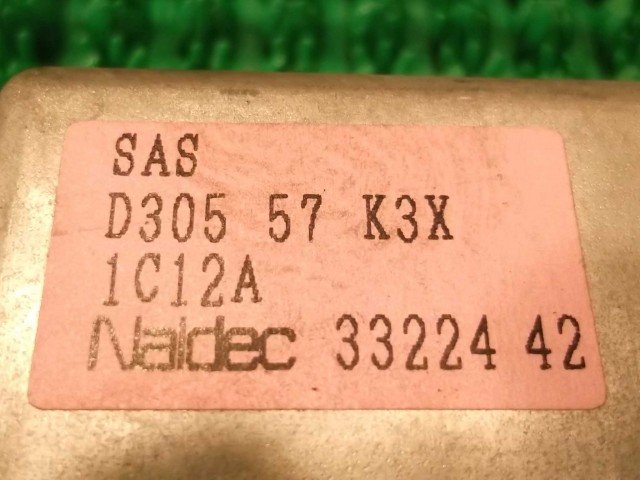 SAS
D305 57 K3X
1C12A
Naldec 33224 42